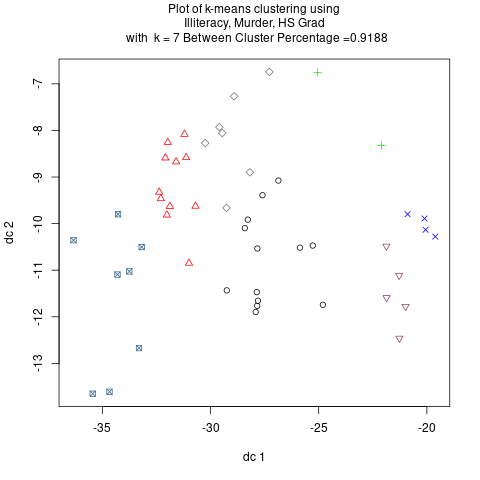 Plot of k-means clustering using
Illiteracy, Murder, HS Grad
with  k = 7 Between Cluster Percentage =0.9188
-7
-8
-9
-10
-11
-12
-13
dc 2
-35
-30
-25
-20
dc 1